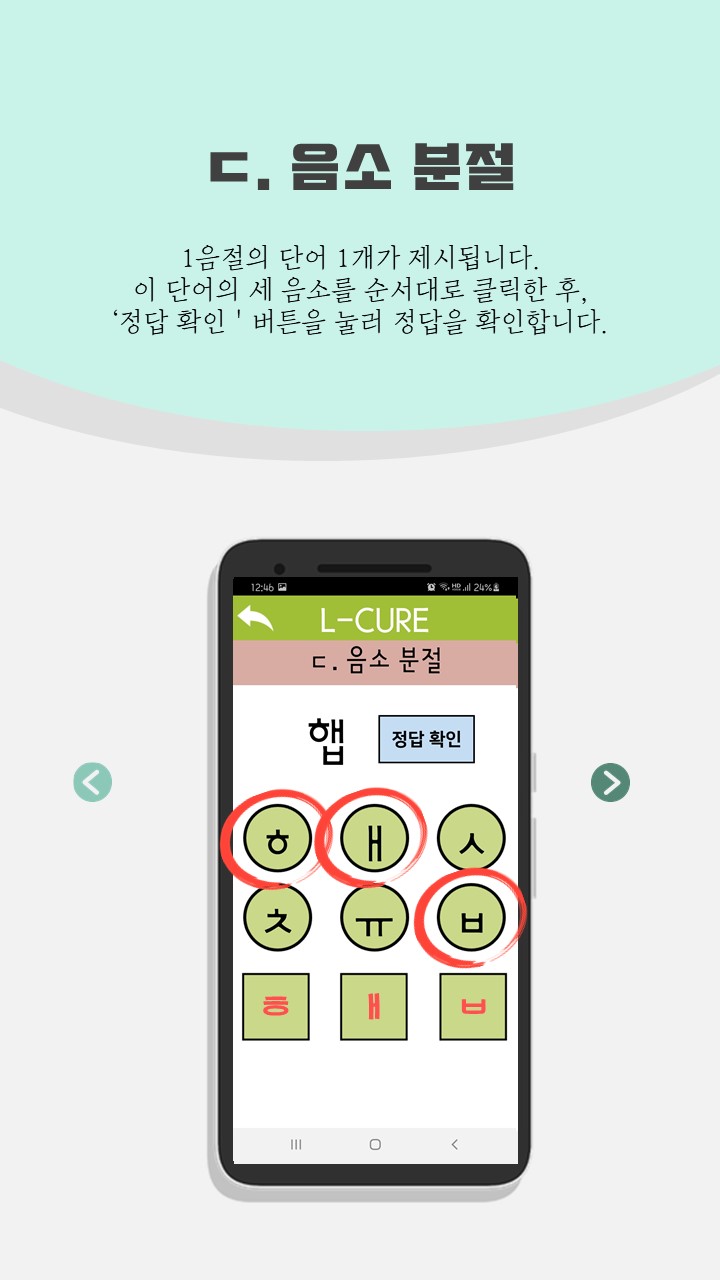 ㄷ. 음소 분절
1음절의 단어 1개가 제시됩니다.
이 단어의 세 음소를 순서대로 클릭한 후,
‘정답 확인 ' 버튼을 눌러 정답을 확인합니다.
12:46 HD 24%
L-CURE
ㄷ. 음소 분절
햅 정답 확인
ㅎ ㅐ ㅅ
ㅊ ㅠ ㅂ
ㅎ ㅐ ㅂ